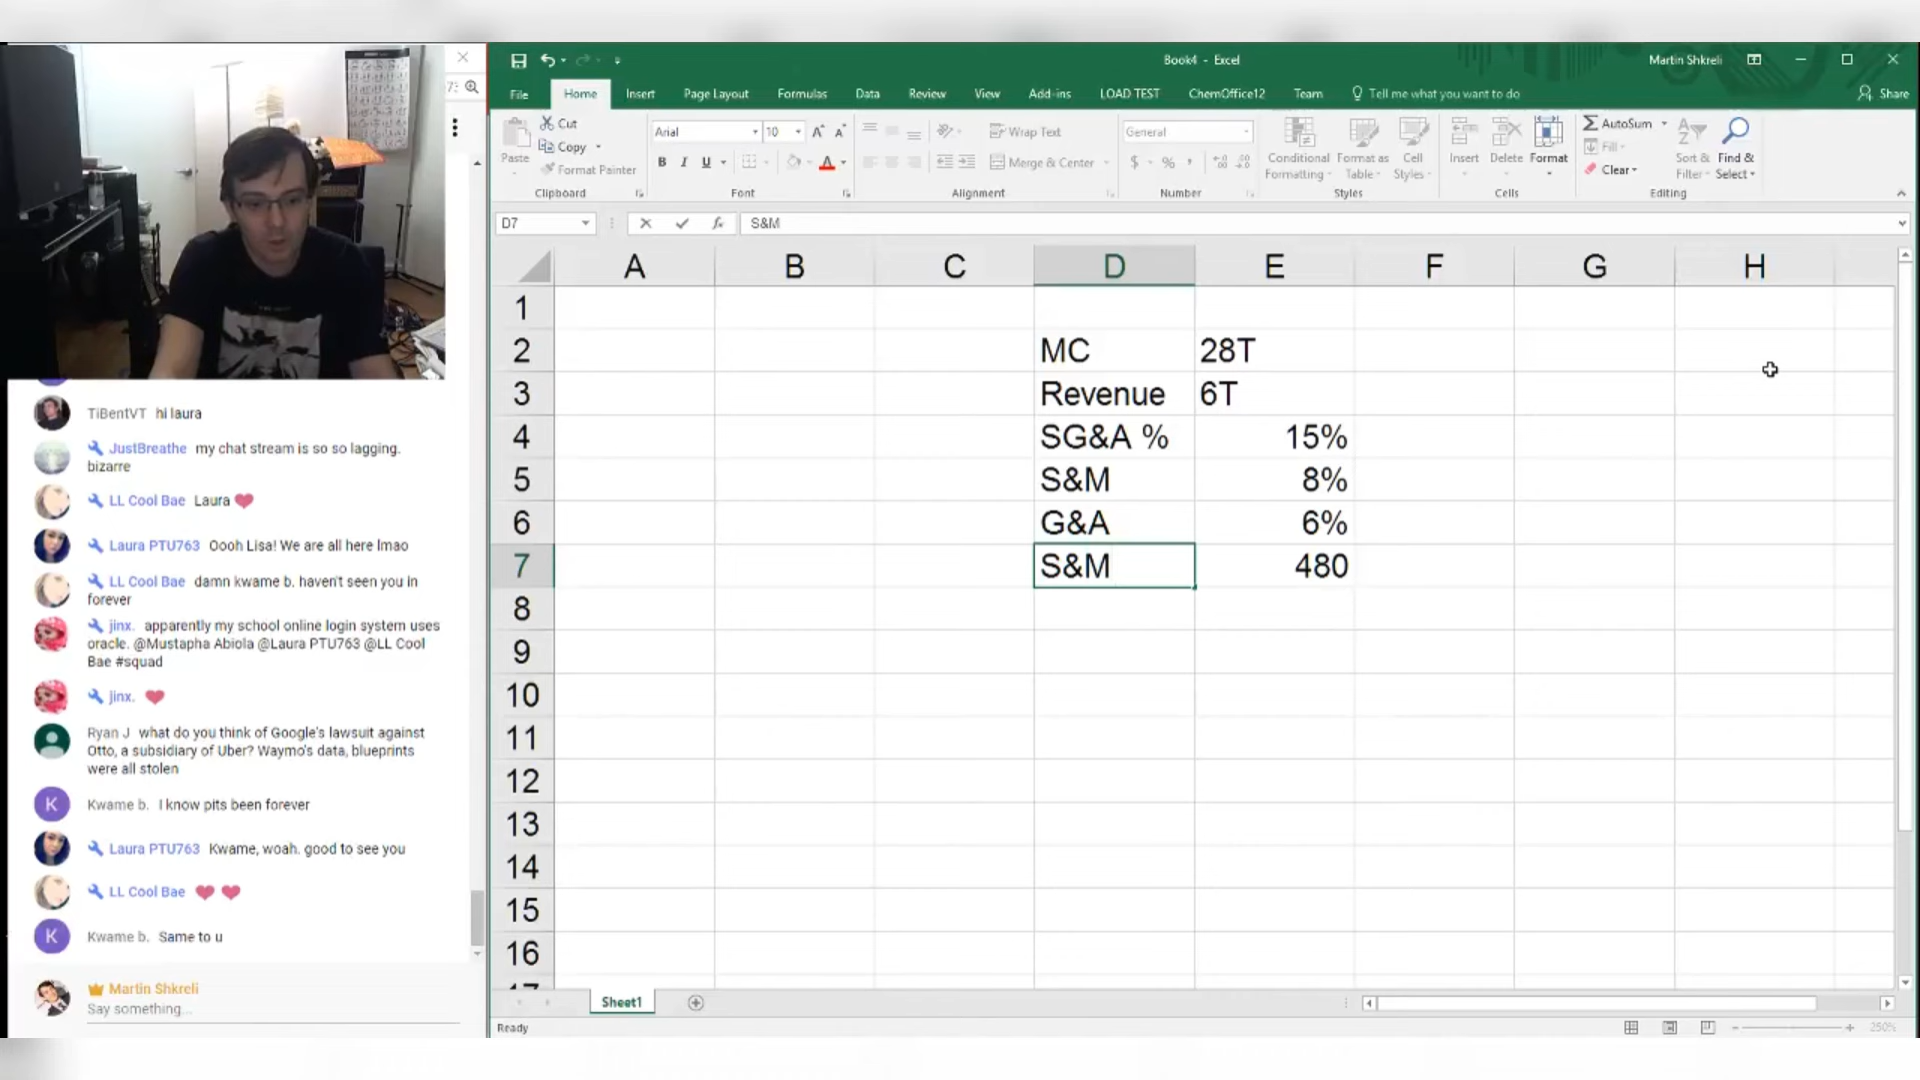 TiBentVT hi laura
JustBreathe my chat stream is so so lagging.
bizarre
LL Cool Bae Laura
Laura PTU763 Oooh Lisa! We are all here lmao
LL Cool Bae damn kwame b. haven't seen you in
forever
jinx. apparently my school online login system uses
oracle. @Mustapha Abiola @Laura PTU763 @LL Cool
Bae #squad
jinx.
Ryan J what do you think of Google's lawsuit against
Otto, a subsidiary of Uber? Waymo's data, blueprints
were all stolen
K Kwame b. I know pits been forever
Laura PTU763 Kwame, woah. good to see you
LL Cool Bae
K Kwame b. Same to u
Martin Shkreli
Say something...
Book4 - Excel
Martin Shkreli
File Home Insert Page Layout Formulas Data Review View Add-ins LOAD TEST ChemOffice12 Team Tell me what you want to do Share
Paste Cut Copy Format Painter
Clipboard
Arial 10
B I U
Font
Wrap Text
Merge & Center
Alignment
General
$ % ,
Number
Conditional Formatting Format as Table Cell Styles
Styles
Insert Delete Format
Cells
AutoSum Fill Clear
Sort & Filter Find & Select
Editing
D7 fx S&M
A B C D E F G H
1
2 MC 28T
3 Revenue 6T
4 SG&A % 15%
5 S&M 8%
6 G&A 6%
7 S&M 480
8
9
10
11
12
13
14
15
16
Sheet1
Ready
250%